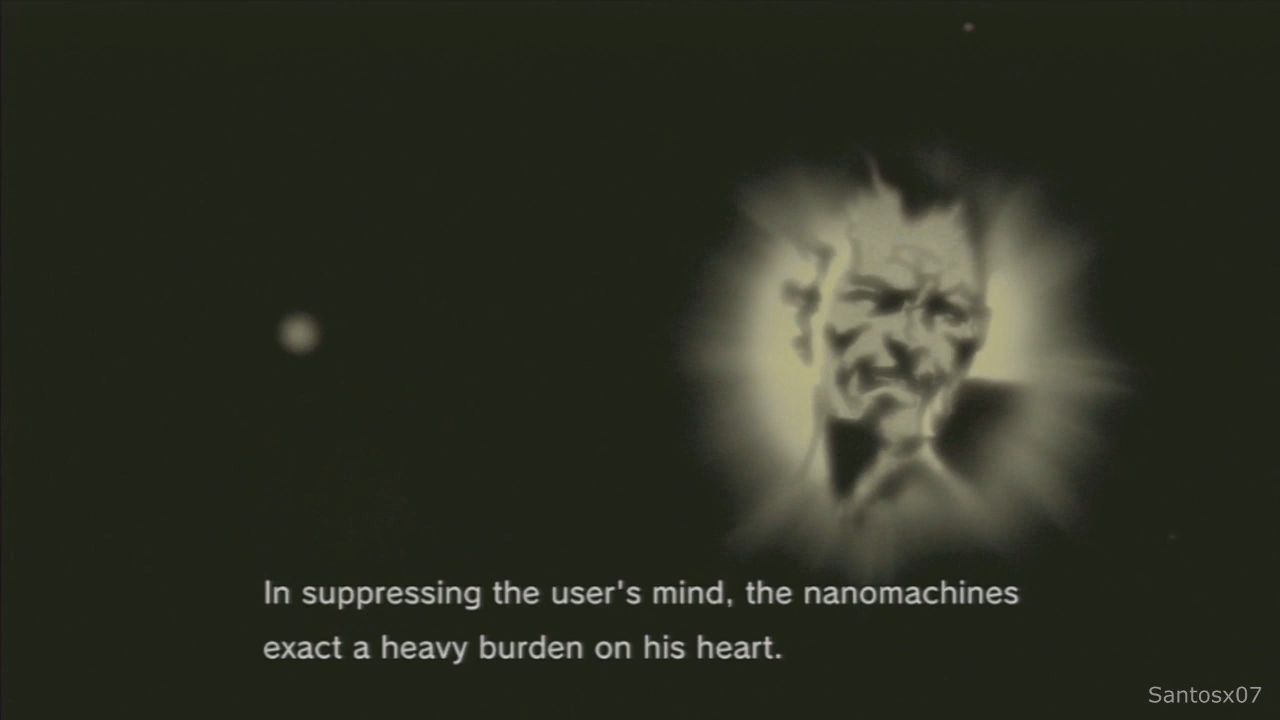 In suppressing the user's mind, the nanomachines
exact a heavy burden on his heart.
Santosx07